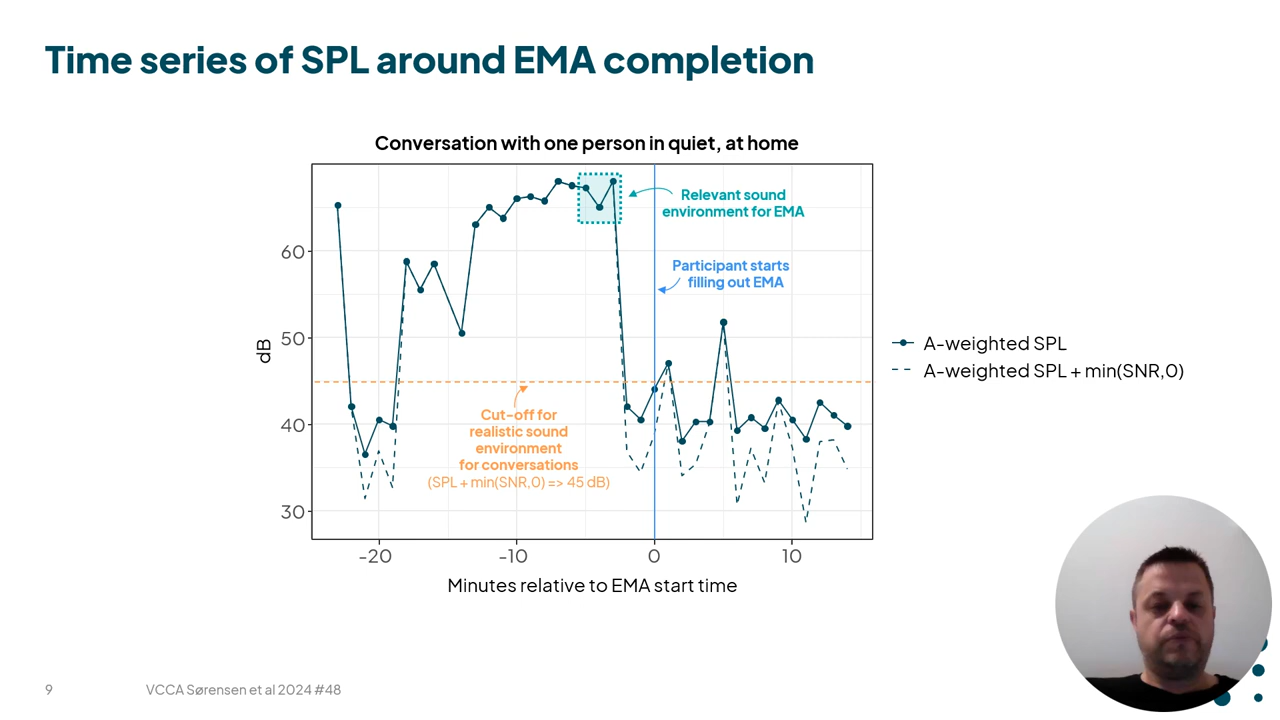 Time series of SPL around EMA completion
Conversation with one person in quiet, at home
Relevant sound
environment for EMA
Participant starts
filling out EMA
Cut-off for
realistic sound
environment
for conversations
(SPL + min(SNR,0) => 45 dB)
60
50
40
30
dB
-20
-10
0
10
Minutes relative to EMA start time
A-weighted SPL
A-weighted SPL + min(SNR,0)
9
VCCA Sørensen et al 2024 #48